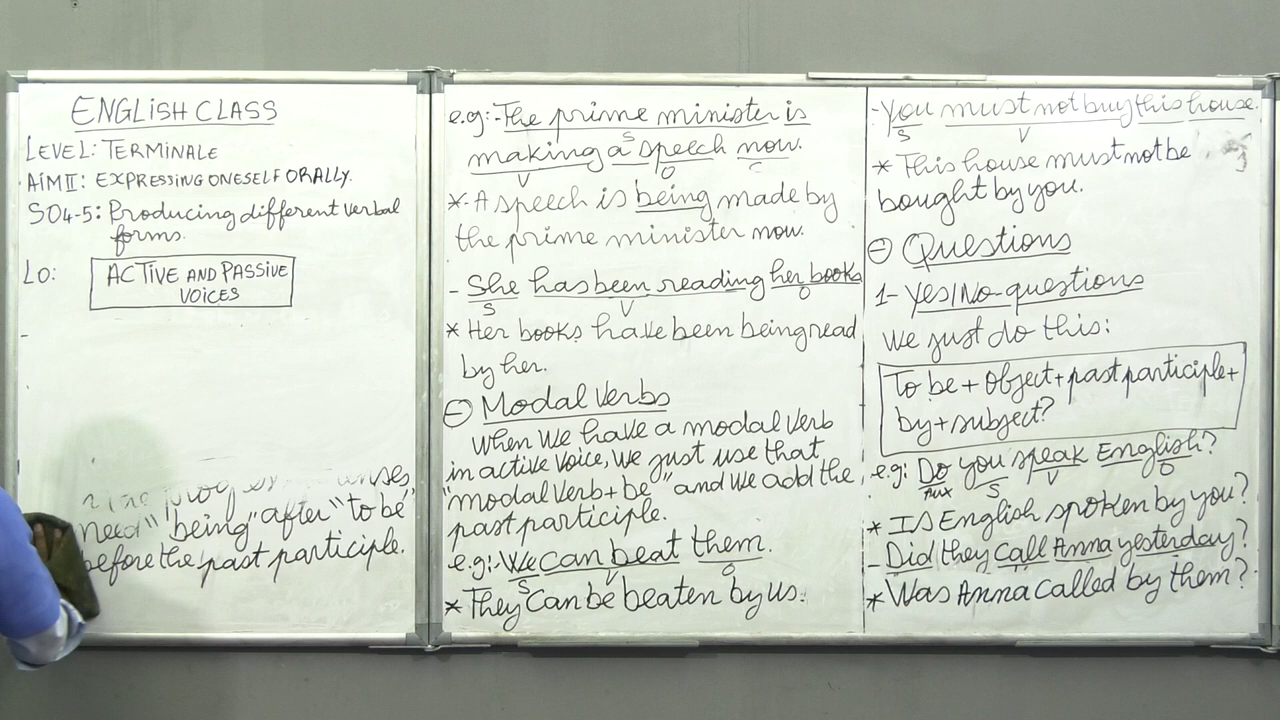 ENGLISH CLASS
LEVEL: TERMINALE
AIM II: EXPRESSING ONESELF ORALLY.
SO4-5: Producing different verbal
forms.
LO: ACTIVE AND PASSIVE
VOICES
need "being" after "to be"
before the past participle.
e.g:-The prime minister is
S
making a speech now.
V O C
*-A speech is being made by
the prime minister now.
- She has been reading her books
S V O
* Her books have been being read
by her.
- Modal verbs
When we have a modal verb
in active voice, we just use that
"modal verb+be" and we add the
past participle.
e.g:-We can beat them.
S V O
* They can be beaten by us.
-You must not buy this house.
S V
* This house must not be
bought by you.
- Questions
1- Yes/No-questions
We just do this:
To be + object + past participle +
by + subject?
e.g: Do you speak English?
Aux S V O
* Is English spoken by you?
- Did they call Anna yesterday?
* Was Anna called by them?